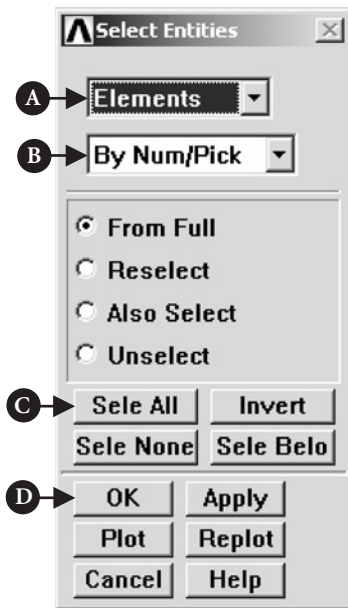 Select Entities
A Elements
B By Num/Pick
From Full
Reselect
Also Select
Unselect
C Sele All Invert
Sele None Sele Belo
D OK Apply
Plot Replot
Cancel Help